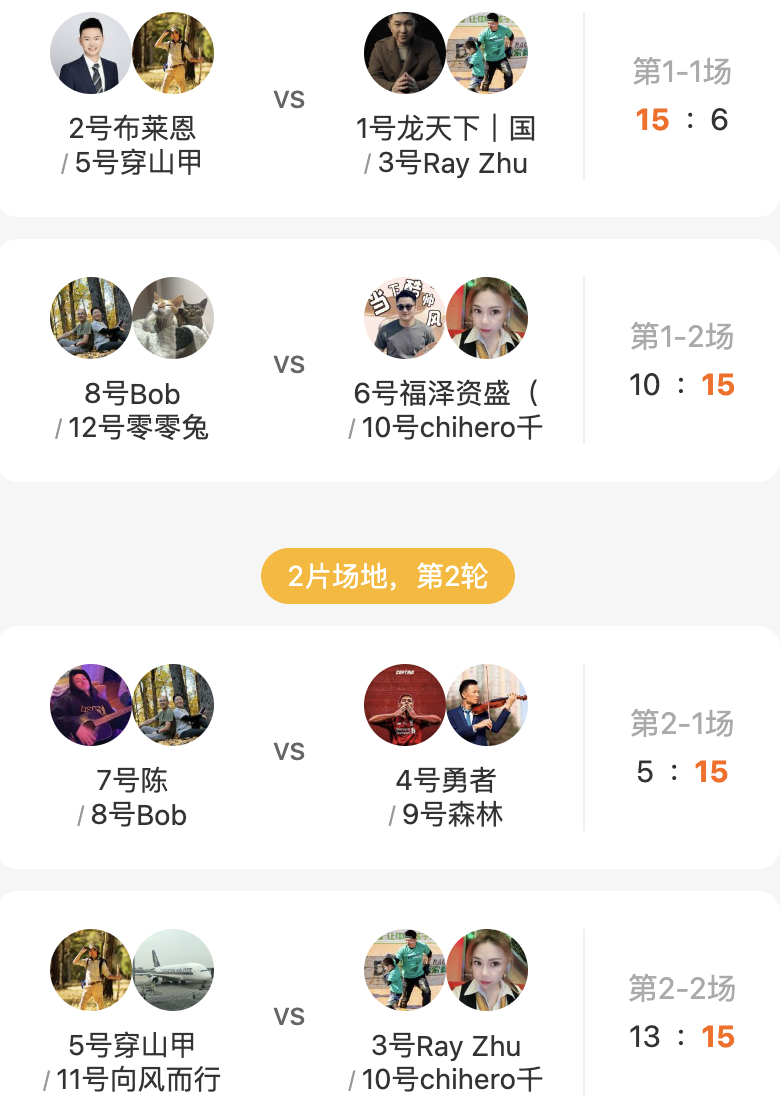 2号布莱恩
/ 5号穿山甲
VS
1号龙天下｜国
/ 3号Ray Zhu
第1-1场
15 : 6
8号Bob
/ 12号零零兔
VS
当下酷帅风
6号福泽资盛（
/ 10号chihero千
第1-2场
10 : 15
2片场地，第2轮
7号陈
/ 8号Bob
VS
CAPTAIN
4号勇者
/ 9号森林
第2-1场
5 : 15
5号穿山甲
/ 11号向风而行
VS
3号Ray Zhu
/ 10号chihero千
第2-2场
13 : 15